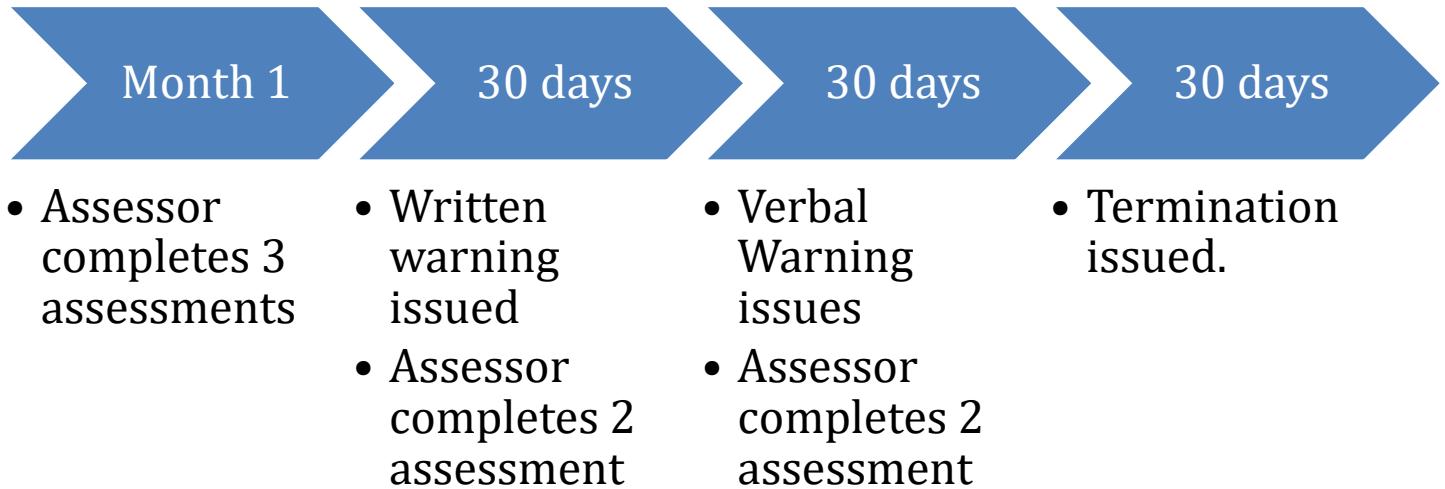 Month 1
30 days
30 days
30 days
• Assessor
completes 3
assessments
• Written
warning
issued
• Assessor
completes 2
assessment
• Verbal
Warning
issues
• Assessor
completes 2
assessment
• Termination
issued.